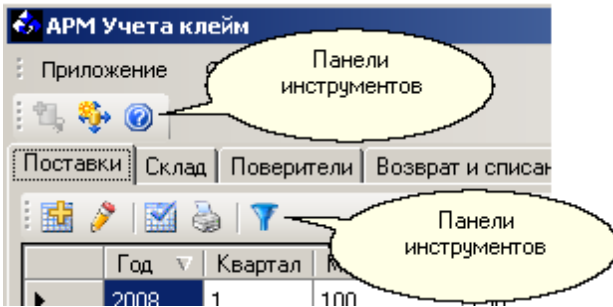 АРМ Учета клейм
Приложение
Панели
инструментов
Поставки Склад Поверители Возврат и списан
Панели
инструментов
Год Квартал
2008 1 100